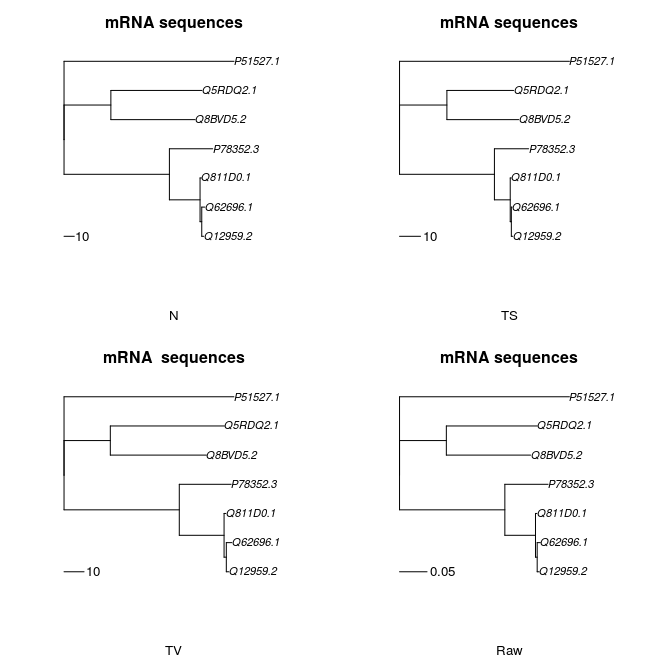 mRNA sequences
P51527.1
Q5RDQ2.1
Q8BVD5.2
P78352.3
Q811D0.1
Q62696.1
Q12959.2
10
N
mRNA sequences
P51527.1
Q5RDQ2.1
Q8BVD5.2
P78352.3
Q811D0.1
Q62696.1
Q12959.2
10
TS
mRNA  sequences
P51527.1
Q5RDQ2.1
Q8BVD5.2
P78352.3
Q811D0.1
Q62696.1
Q12959.2
10
TV
mRNA sequences
P51527.1
Q5RDQ2.1
Q8BVD5.2
P78352.3
Q811D0.1
Q62696.1
Q12959.2
0.05
Raw